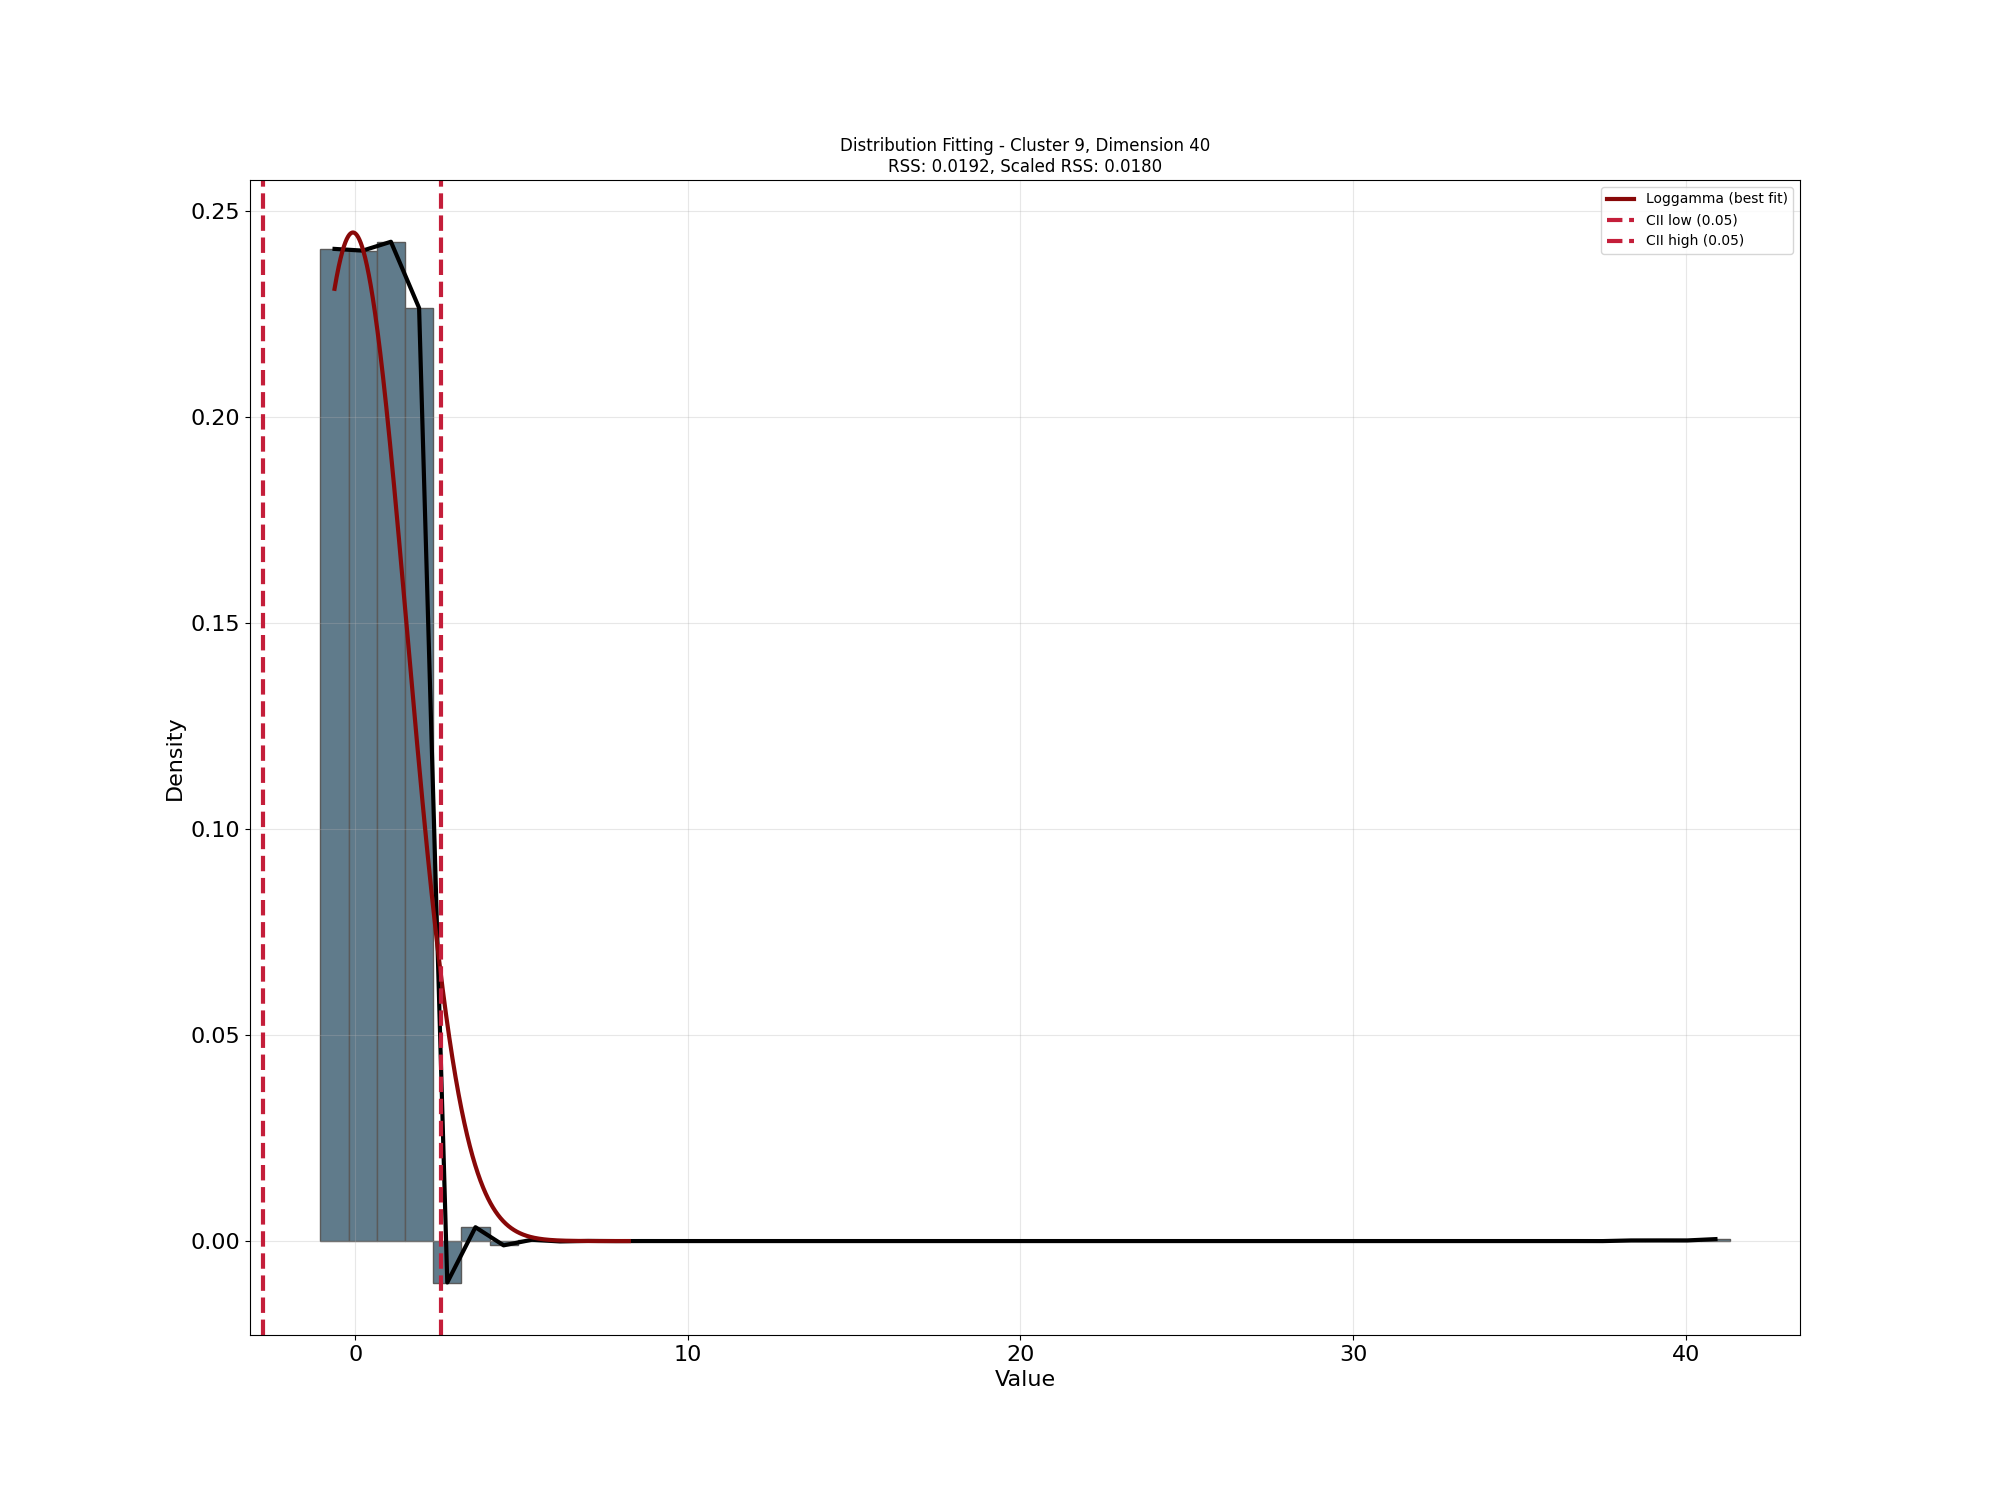 Distribution Fitting - Cluster 9, Dimension 40
RSS: 0.0192, Scaled RSS: 0.0180
Loggamma (best fit)
CII low (0.05)
CII high (0.05)
0.25
0.20
0.15
0.10
0.05
0.00
Density
0
10
20
30
40
Value